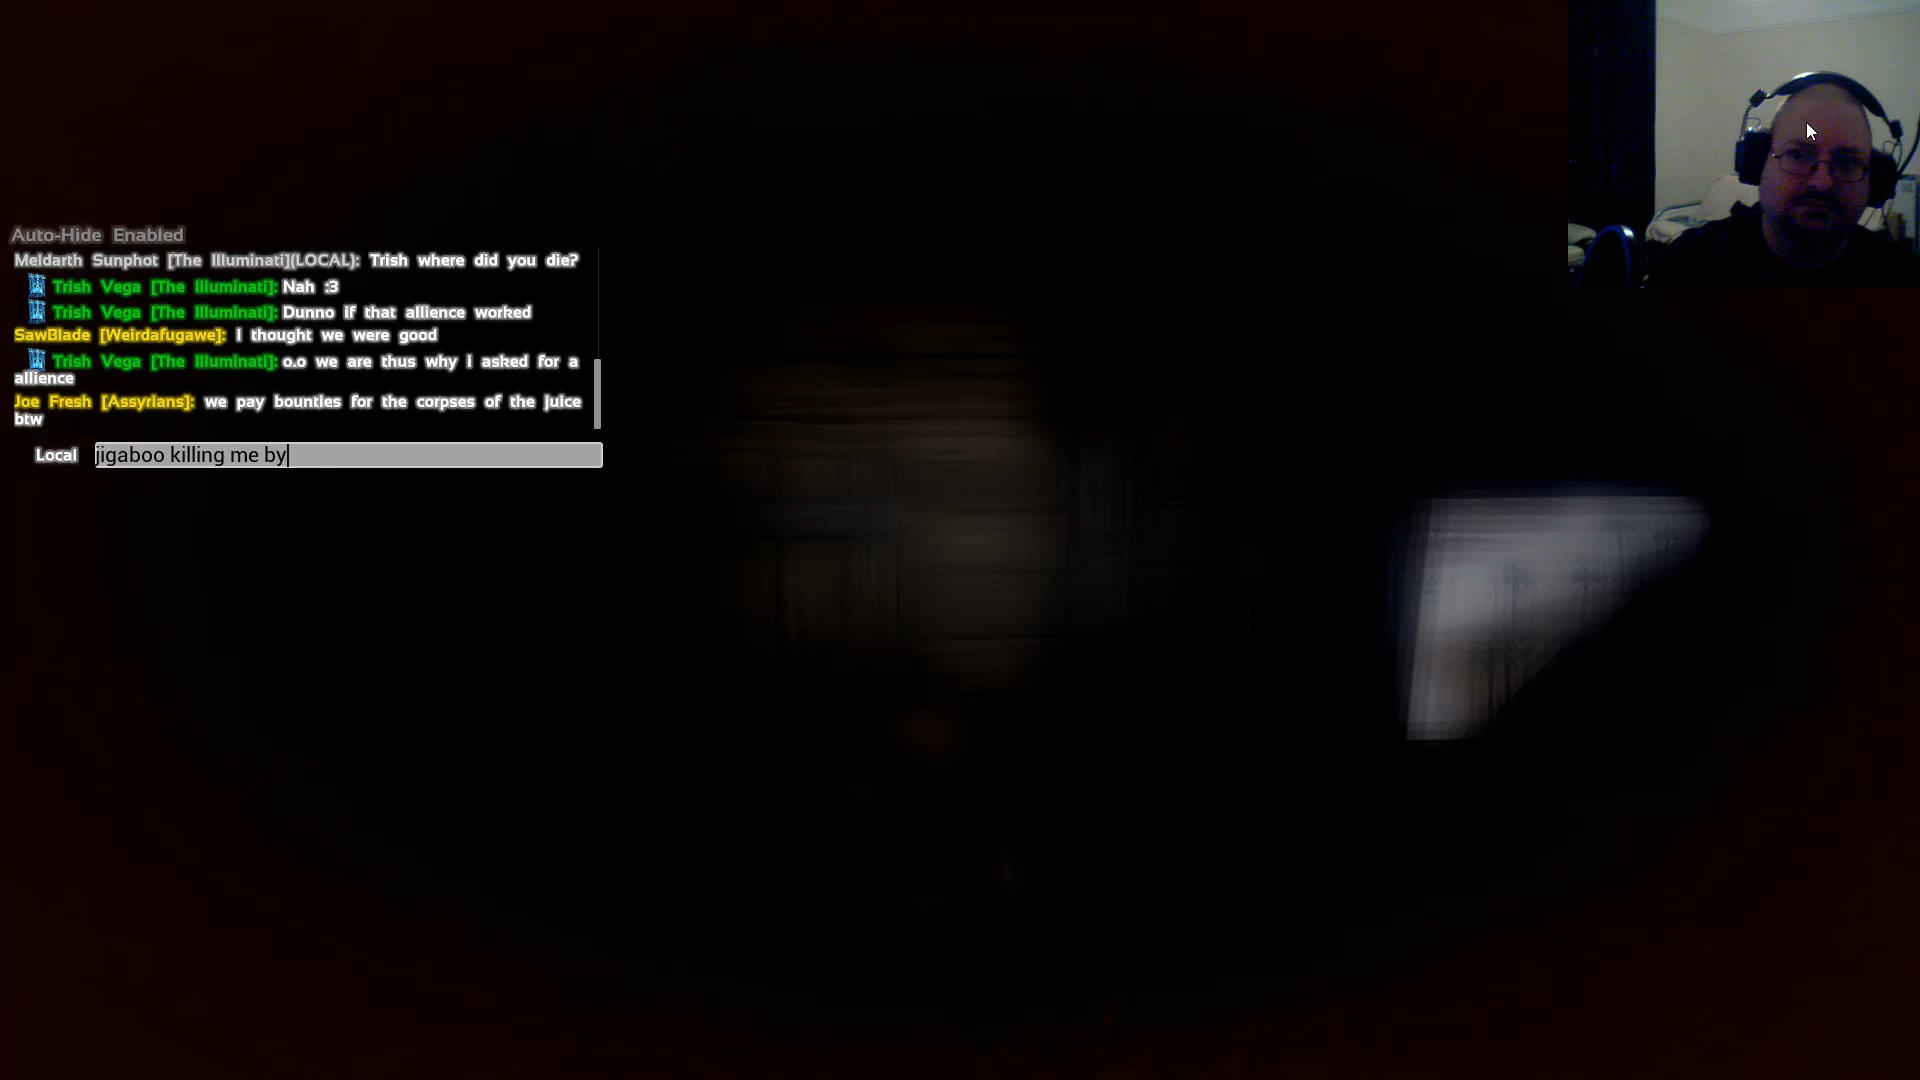 Auto-Hide Enabled
Meldarth Sunphot [The Illuminati](LOCAL): Trish where did you die?
Trish Vega [The Illuminati]: Nah :3
Trish Vega [The Illuminati]: Dunno if that allience worked
SawBlade [Weirdafugawe]: I thought we were good
Trish Vega [The Illuminati]: o.o we are thus why i asked for a
allience
Joe Fresh [Assyrians]: we pay bounties for the corpses of the juice
btw
Local jigaboo killing me by